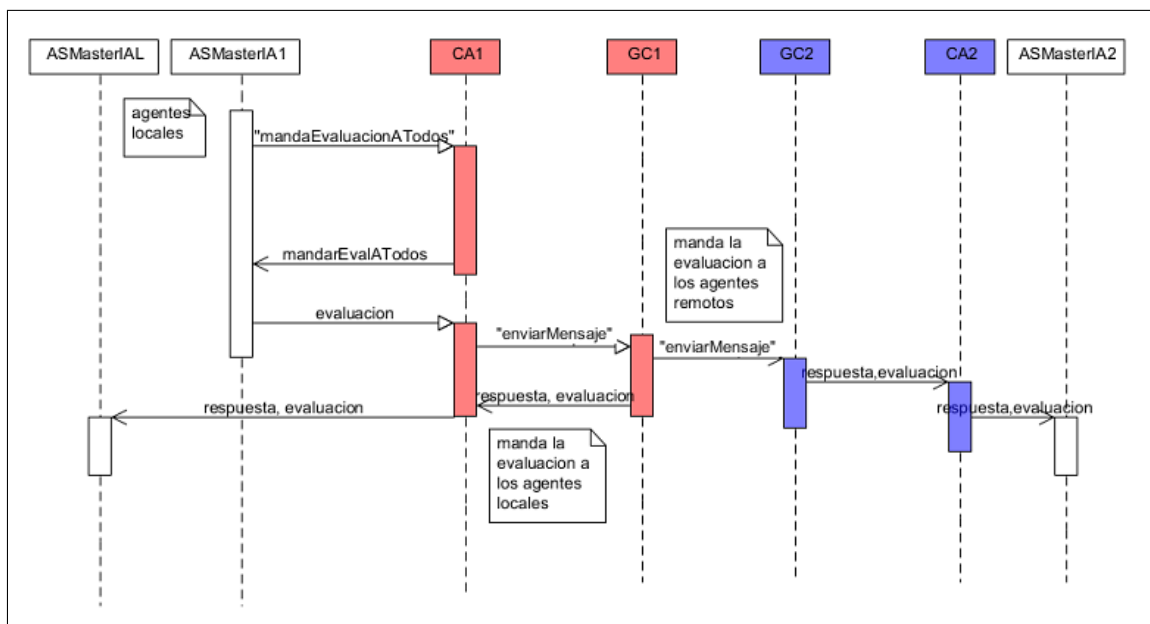 ASMasterIAL
ASMasterIA1
CA1
GC1
GC2
CA2
ASMasterIA2
agentes
locales
"mandaEvaluacionATodos"
mandarEvalATodos
manda la
evaluacion a
los agentes
remotos
evaluacion
"enviarMensaje"
"enviarMensaje"
respuesta,evaluacion
respuesta, evaluacion
respuesta, evaluacion
respuesta,evaluacion
manda la
evaluacion a
los agentes
locales